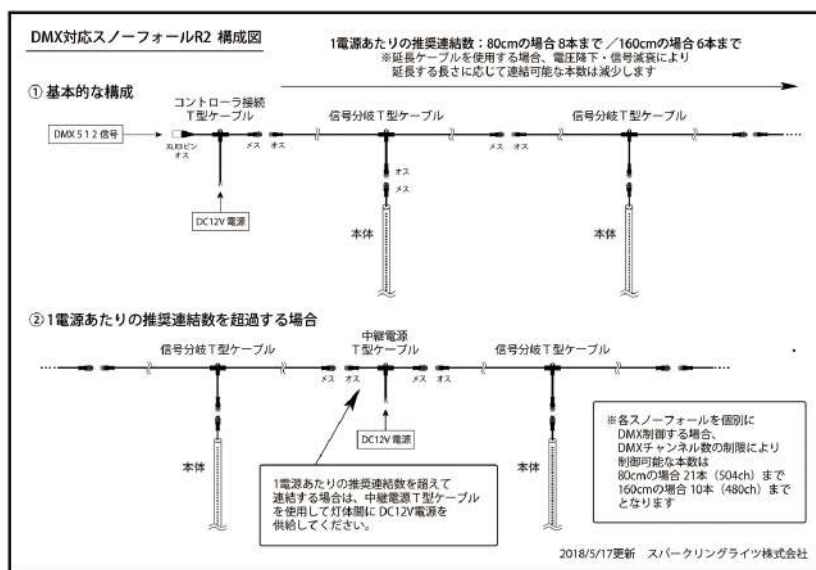 DMX対応スノーフォールR2 構成図
1電源あたりの推奨連結数：80cmの場合 8本まで ／160cmの場合 6本まで
※延長ケーブルを使用する場合、電圧降下・信号減衰により
延長する長さに応じて連結可能な本数は減少します
① 基本的な構成
コントローラ接続
T型ケーブル
信号分岐T型ケーブル
信号分岐T型ケーブル
DMX512信号
XLR3ピン
オス
メス
オス
メス
オス
オス
メス
DC12V 電源
本体
本体
② 1電源あたりの推奨連結数を超過する場合
中継電源
T型ケーブル
信号分岐T型ケーブル
信号分岐T型ケーブル
メス
オス
メス
オス
DC12V 電源
本体
本体
1電源あたりの推奨連結数を超えて
連結する場合は、中継電源T型ケーブル
を使用して灯体間に DC12V電源を
供給してください。
※各スノーフォールを個別に
DMX制御する場合、
DMXチャンネル数の制限により
制御可能な本数は
80cmの場合 21本（504ch）まで
160cmの場合 10本（480ch）まで
となります
2018/5/17更新 スパークリングライツ株式会社